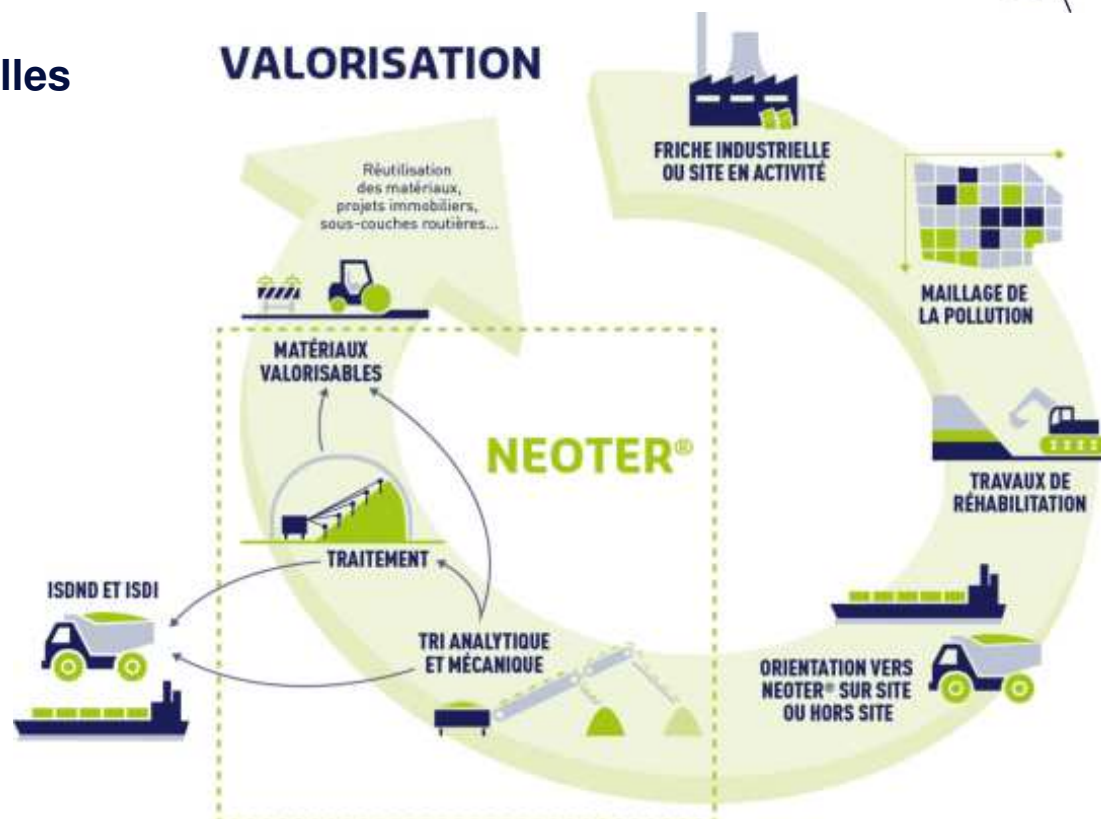 lles
VALORISATION
FRICHE INDUSTRIELLE
OU SITE EN ACTIVITÉ
MAILLAGE DE
LA POLLUTION
TRAVAUX DE
RÉHABILITATION
ORIENTATION VERS
NEOTER® SUR SITE
OU HORS SITE
NEOTER®
TRI ANALYTIQUE
ET MÉCANIQUE
TRAITEMENT
ISDND ET ISDI
MATÉRIAUX
VALORISABLES
Réutilisation
des matériaux,
projets immobiliers,
sous-couches routières...